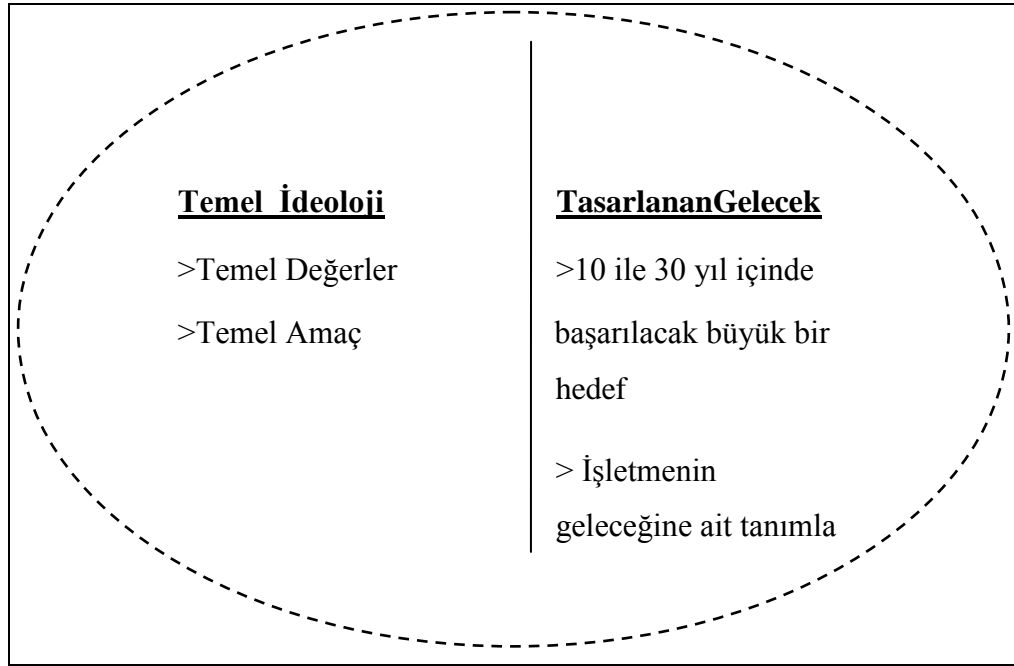 Temel İdeoloji
>Temel Değerler
>Temel Amaç
TasarlananGelecek
>10 ile 30 yıl içinde
başarılacak büyük bir
hedef
> İşletmenin
geleceğine ait tanımla